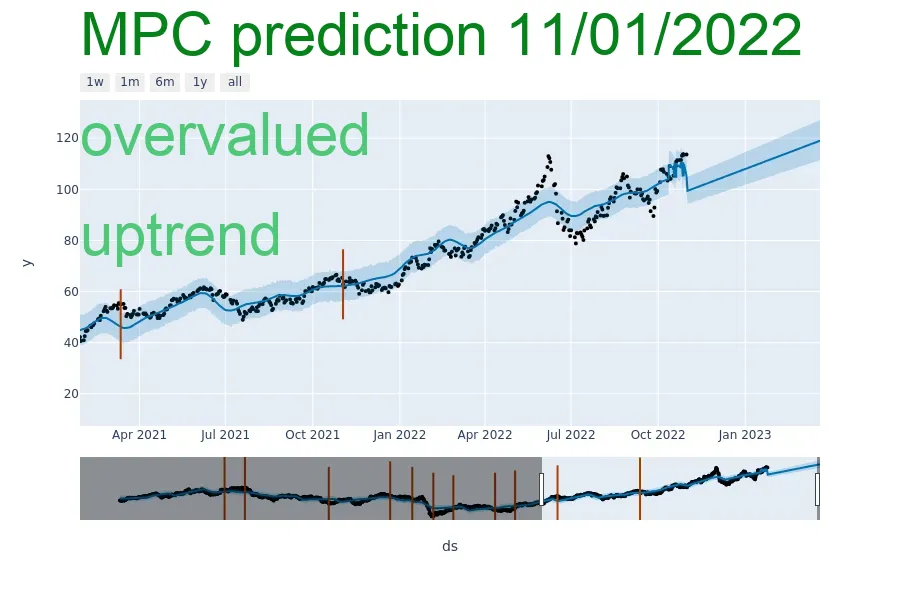 MPC prediction 11/01/2022
1w 1m 6m 1y all
overvalued
uptrend
120
100
80
60
40
20
y
Apr 2021 Jul 2021 Oct 2021 Jan 2022 Apr 2022 Jul 2022 Oct 2022 Jan 2023
ds